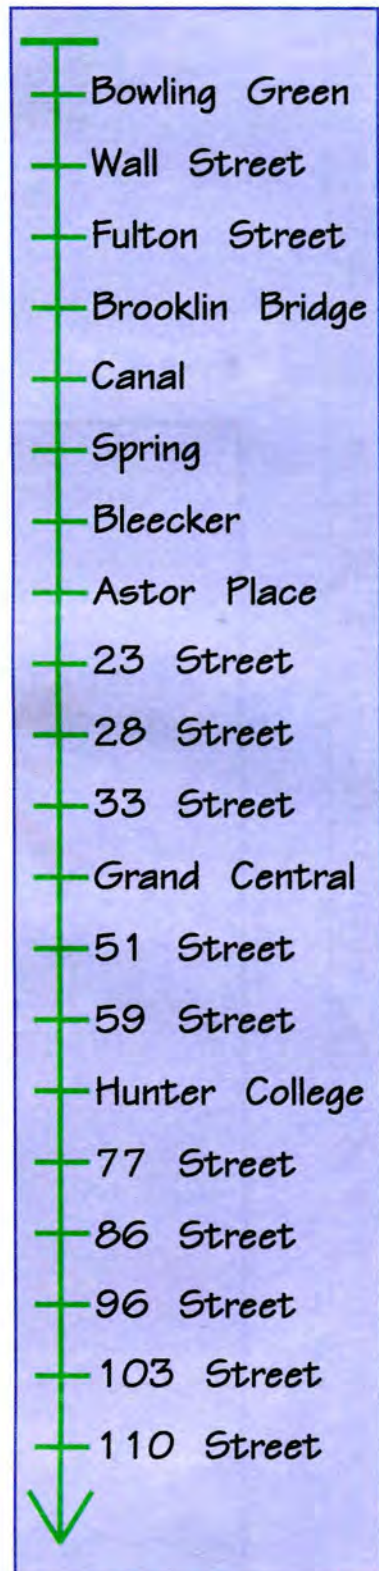 Bowling Green
Wall Street
Fulton Street
Brooklin Bridge
Canal
Spring
Bleecker
Astor Place
23 Street
28 Street
33 Street
Grand Central
51 Street
59 Street
Hunter College
77 Street
86 Street
96 Street
103 Street
110 Street